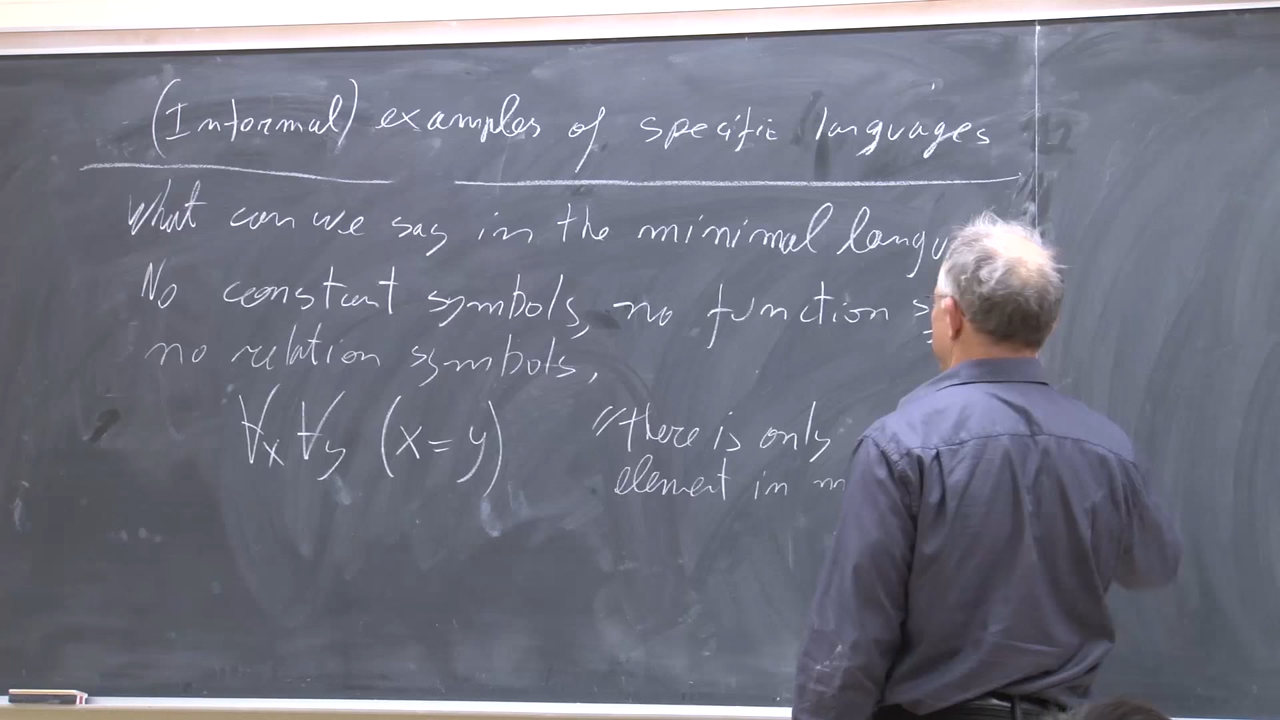 (Informal) examples of specific languages
What can we say in the minimal langu
No constant symbols, no function s
no relation symbols,
∀x ∀y (x=y) "there is only
element in m